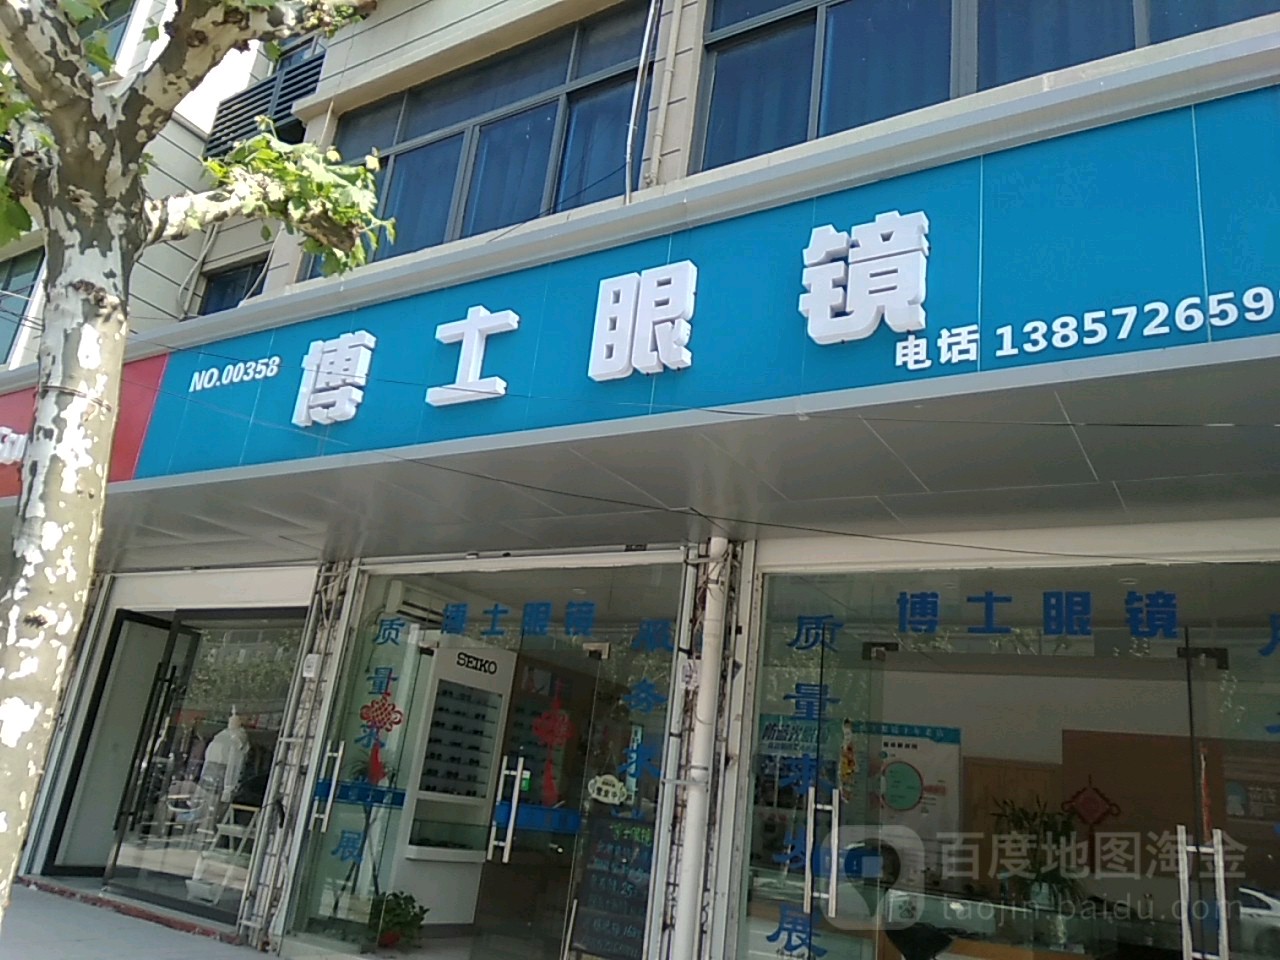 NO.00358
博士眼镜
电话 138572659
博士眼镜
博士眼镜
质量求发展
服务求
质量求发展
SEIKO
百度地图淘金
taojin.baidu.com